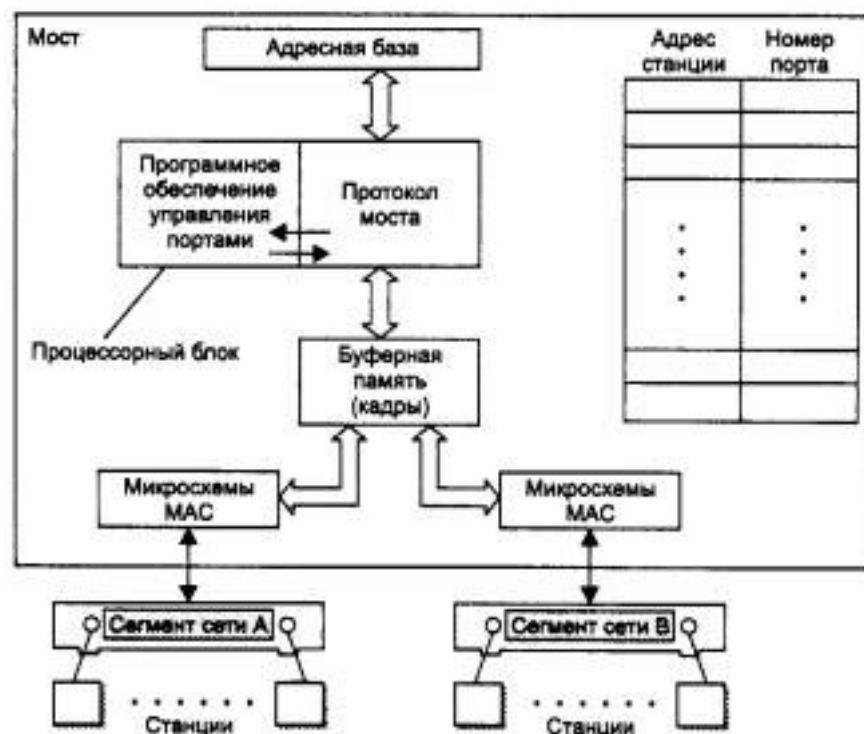 Мост
Адресная база
Адрес
станции
Номер
порта
Программное
обеспечение
управления
портами
Протокол
моста
Процессорный блок
Буферная
память
(кадры)
Микросхемы
MAC
Микросхемы
MAC
Сегмент сети А
Сегмент сети В
Станции
Станции